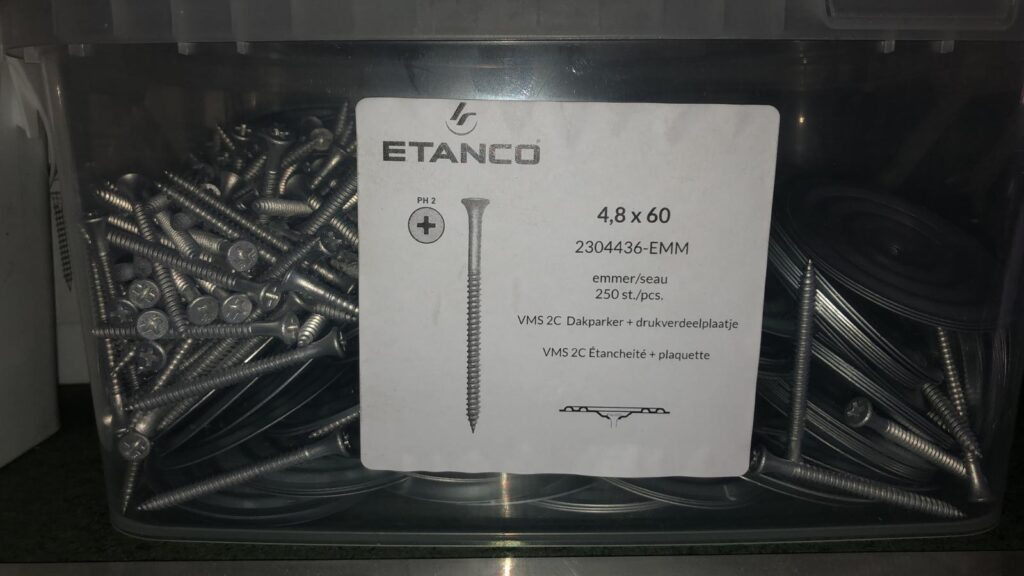 ETANCO
PH 2
4,8 x 60
2304436-EMM
emmer/seau
250 st./pcs.
VMS 2C Dakparker + drukverdeelplaatje
VMS 2C Étancheité + plaquette